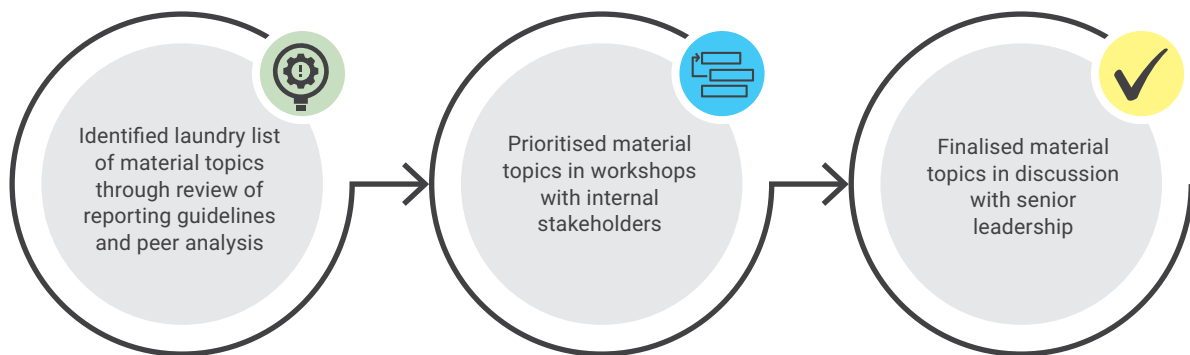 Identified laundry list
of material topics
through review of
reporting guidelines
and peer analysis
Prioritised material
topics in workshops
with internal
stakeholders
Finalised material
topics in discussion
with senior
leadership